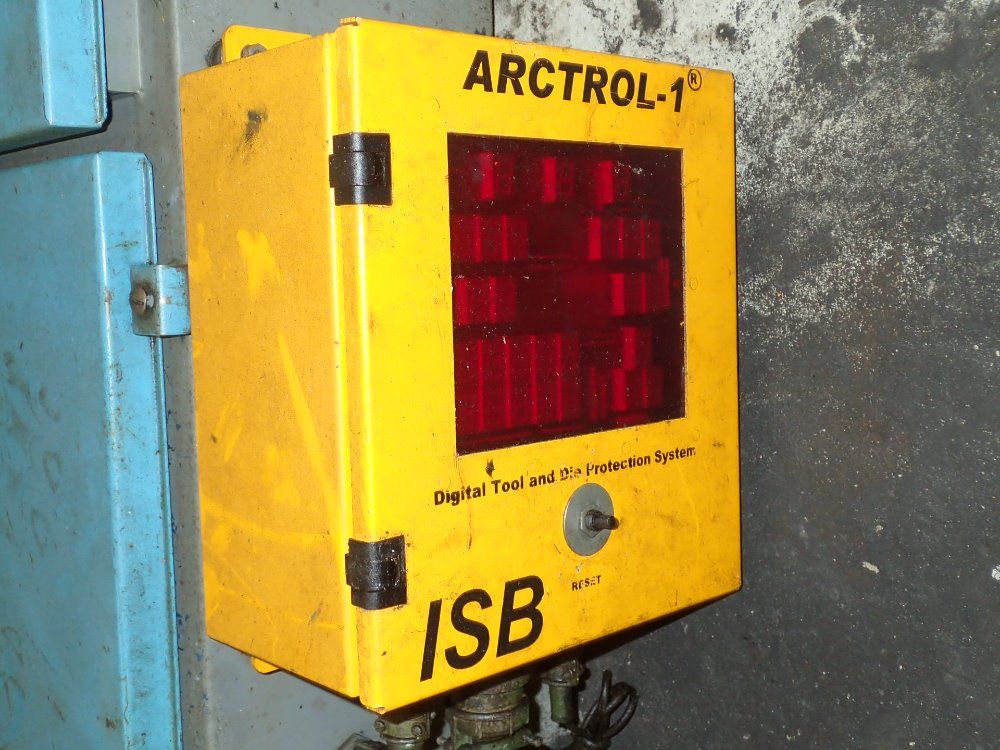 ARCTROL-1®
Digital Tool and Die Protection System
RESET
ISB